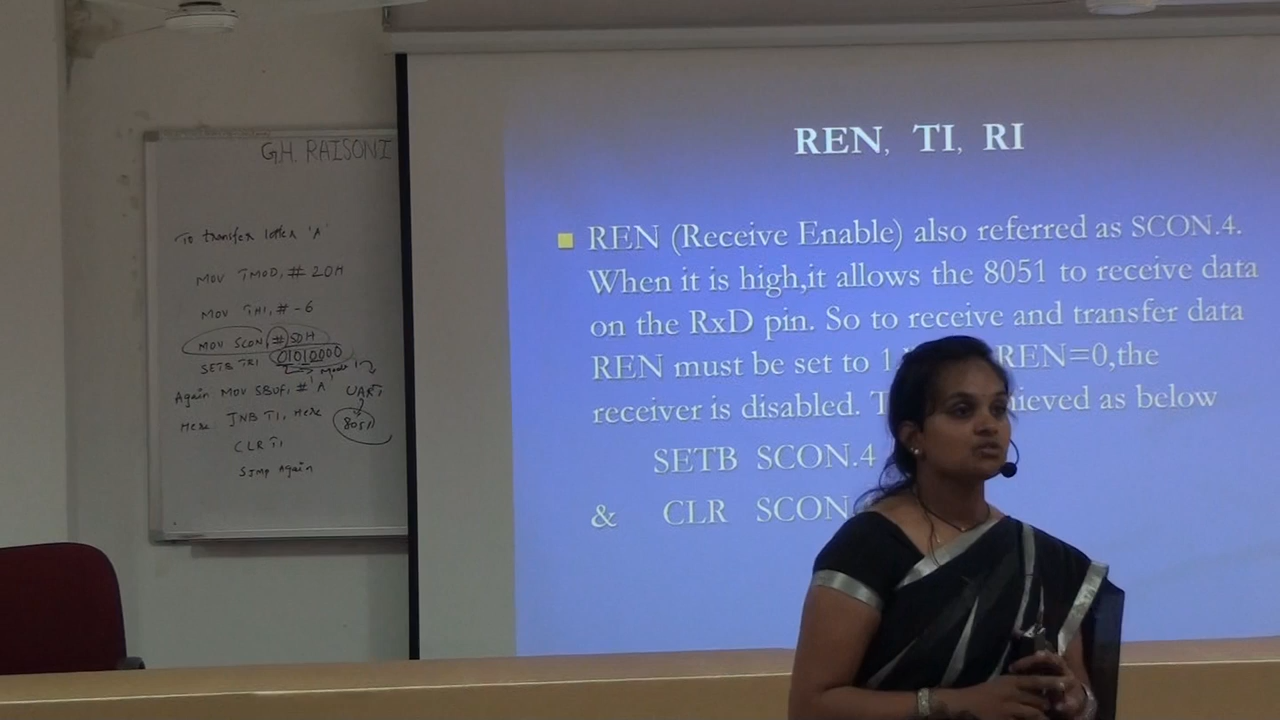 G.H. RAISONI
To transfer letter 'A'
MOV TMOD, # 20H
MOV TH1, # -6
MOV SCON, # 50H
SETB TR1 01010000
Mode 1
Again MOV SBUF, # 'A' UART
Here: JNB TI, Here 8051
CLR TI
SJMP Again
REN, TI, RI
REN (Receive Enable) also referred as SCON.4.
When it is high,it allows the 8051 to receive data
on the RxD pin. So to receive and transfer data
REN must be set to 1 REN=0,the
receiver is disabled. as below
SETB SCON.4
& CLR SCON